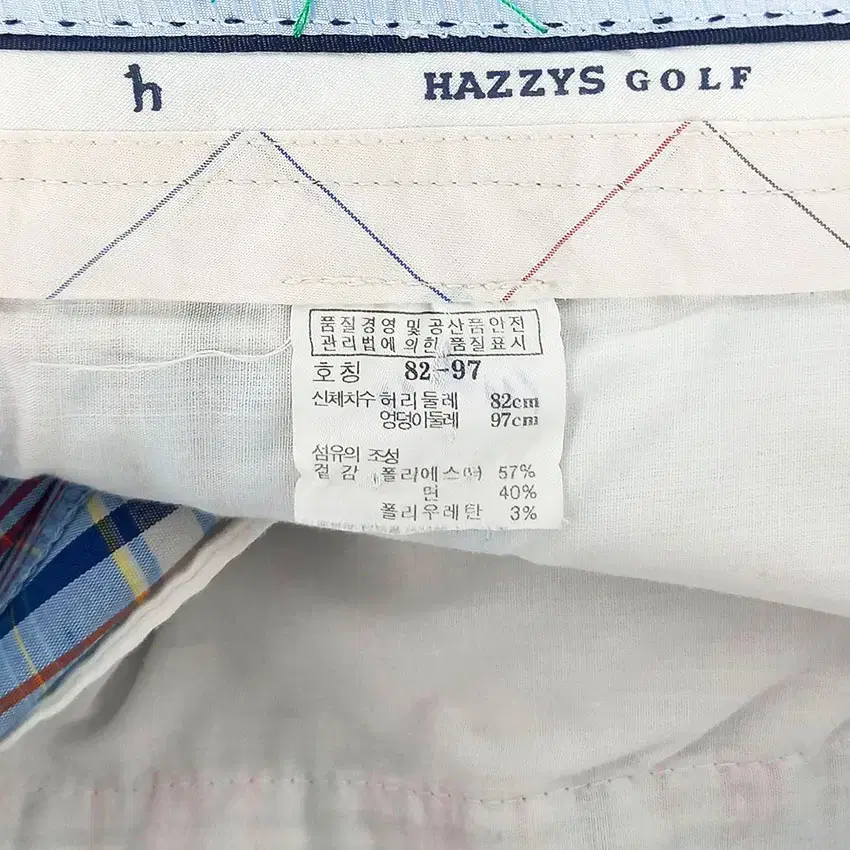 h HAZZYS GOLF
품질경영 및 공산품안전
관리법에 의한 품질표시
호칭 82-97
신체치수 허리둘레 82cm
엉덩이둘레 97cm
섬유의 조성
겉감 폴리에스터 57%
면 40%
폴리우레탄 3%